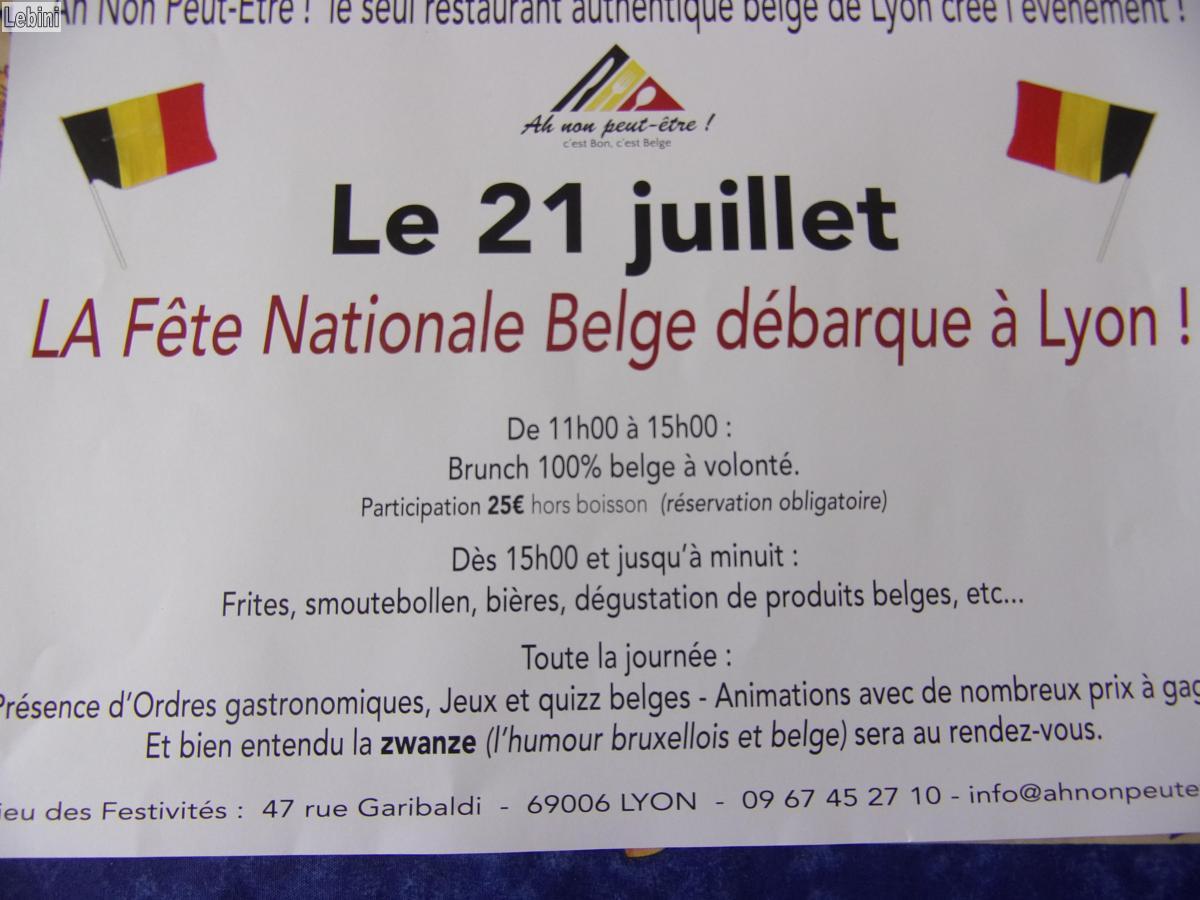 Lebini
Ah Non Peut-Être ! le seul restaurant authentique belge de Lyon crée l'évènement !
Ah non peut-être !
c'est Bon, c'est Belge
Le 21 juillet
LA Fête Nationale Belge débarque à Lyon !
De 11h00 à 15h00 :
Brunch 100% belge à volonté.
Participation 25€ hors boisson (réservation obligatoire)
Dès 15h00 et jusqu'à minuit :
Frites, smoutebollen, bières, dégustation de produits belges, etc...
Toute la journée :
Présence d'Ordres gastronomiques, Jeux et quizz belges - Animations avec de nombreux prix à gag
Et bien entendu la zwanze (l'humour bruxellois et belge) sera au rendez-vous.
ieu des Festivités : 47 rue Garibaldi - 69006 LYON - 09 67 45 27 10 - info@ahnonpeute